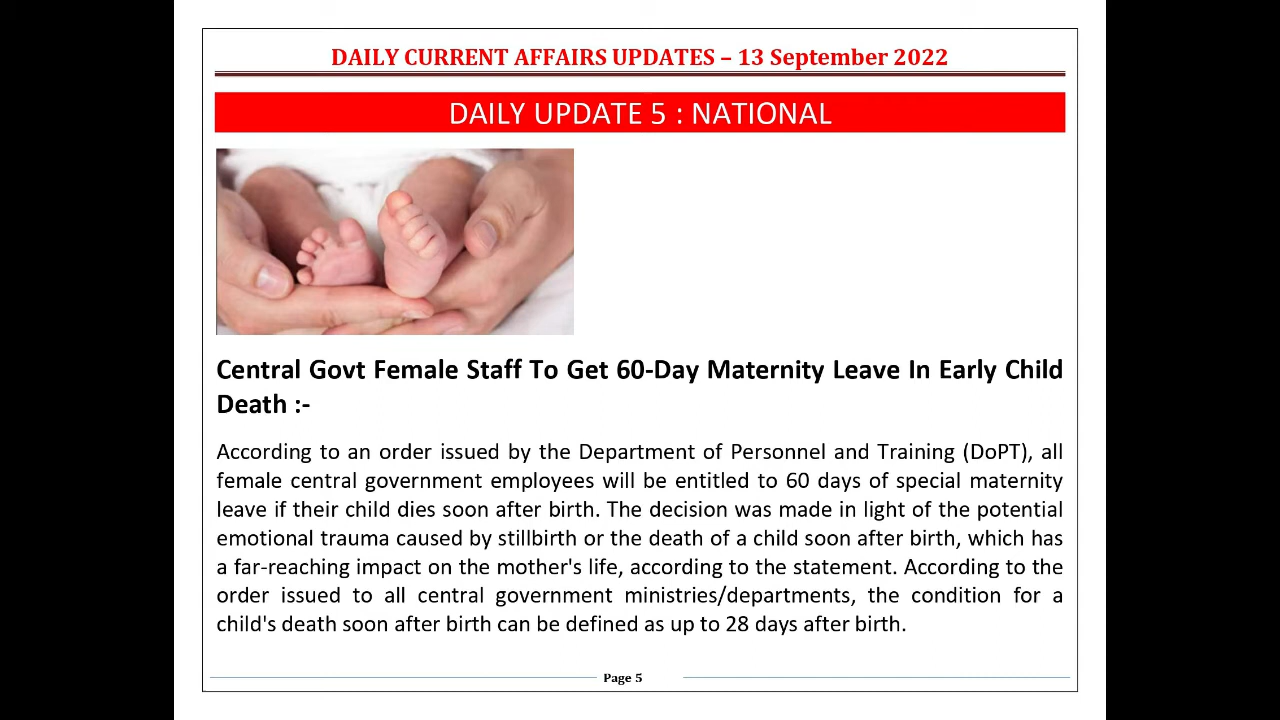 DAILY CURRENT AFFAIRS UPDATES – 13 September 2022
DAILY UPDATE 5 : NATIONAL
Central Govt Female Staff To Get 60-Day Maternity Leave In Early Child
Death :-
According to an order issued by the Department of Personnel and Training (DoPT), all
female central government employees will be entitled to 60 days of special maternity
leave if their child dies soon after birth. The decision was made in light of the potential
emotional trauma caused by stillbirth or the death of a child soon after birth, which has
a far-reaching impact on the mother's life, according to the statement. According to the
order issued to all central government ministries/departments, the condition for a
child's death soon after birth can be defined as up to 28 days after birth.
Page 5